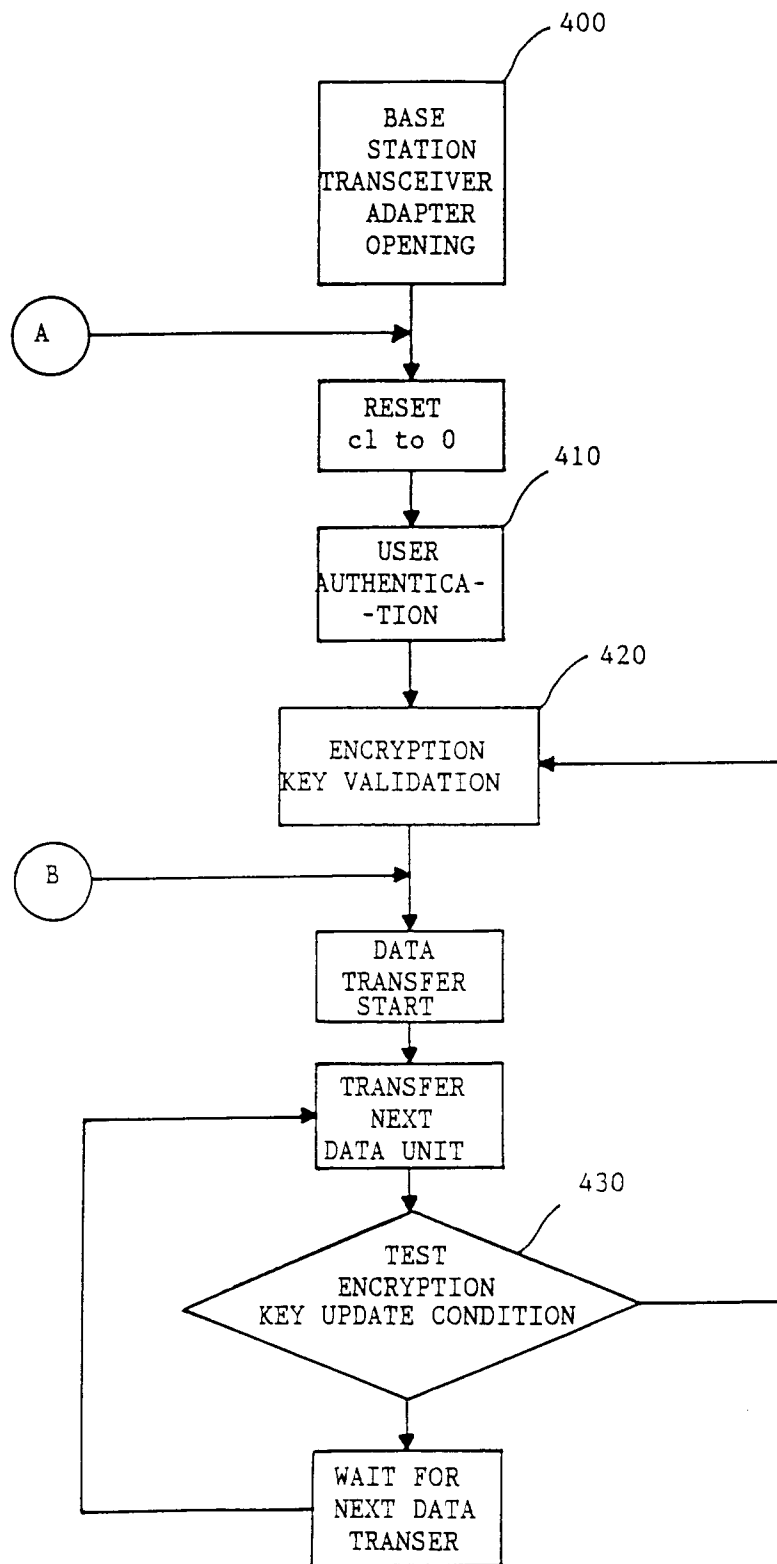 400
BASE
STATION
TRANSCEIVER
ADAPTER
OPENING
A
RESET
cl to 0
410
USER
AUTHENTICA-
-TION
420
ENCRYPTION
KEY VALIDATION
B
DATA
TRANSFER
START
TRANSFER
NEXT
DATA UNIT
430
TEST
ENCRYPTION
KEY UPDATE CONDITION
WAIT FOR
NEXT DATA
TRANSER